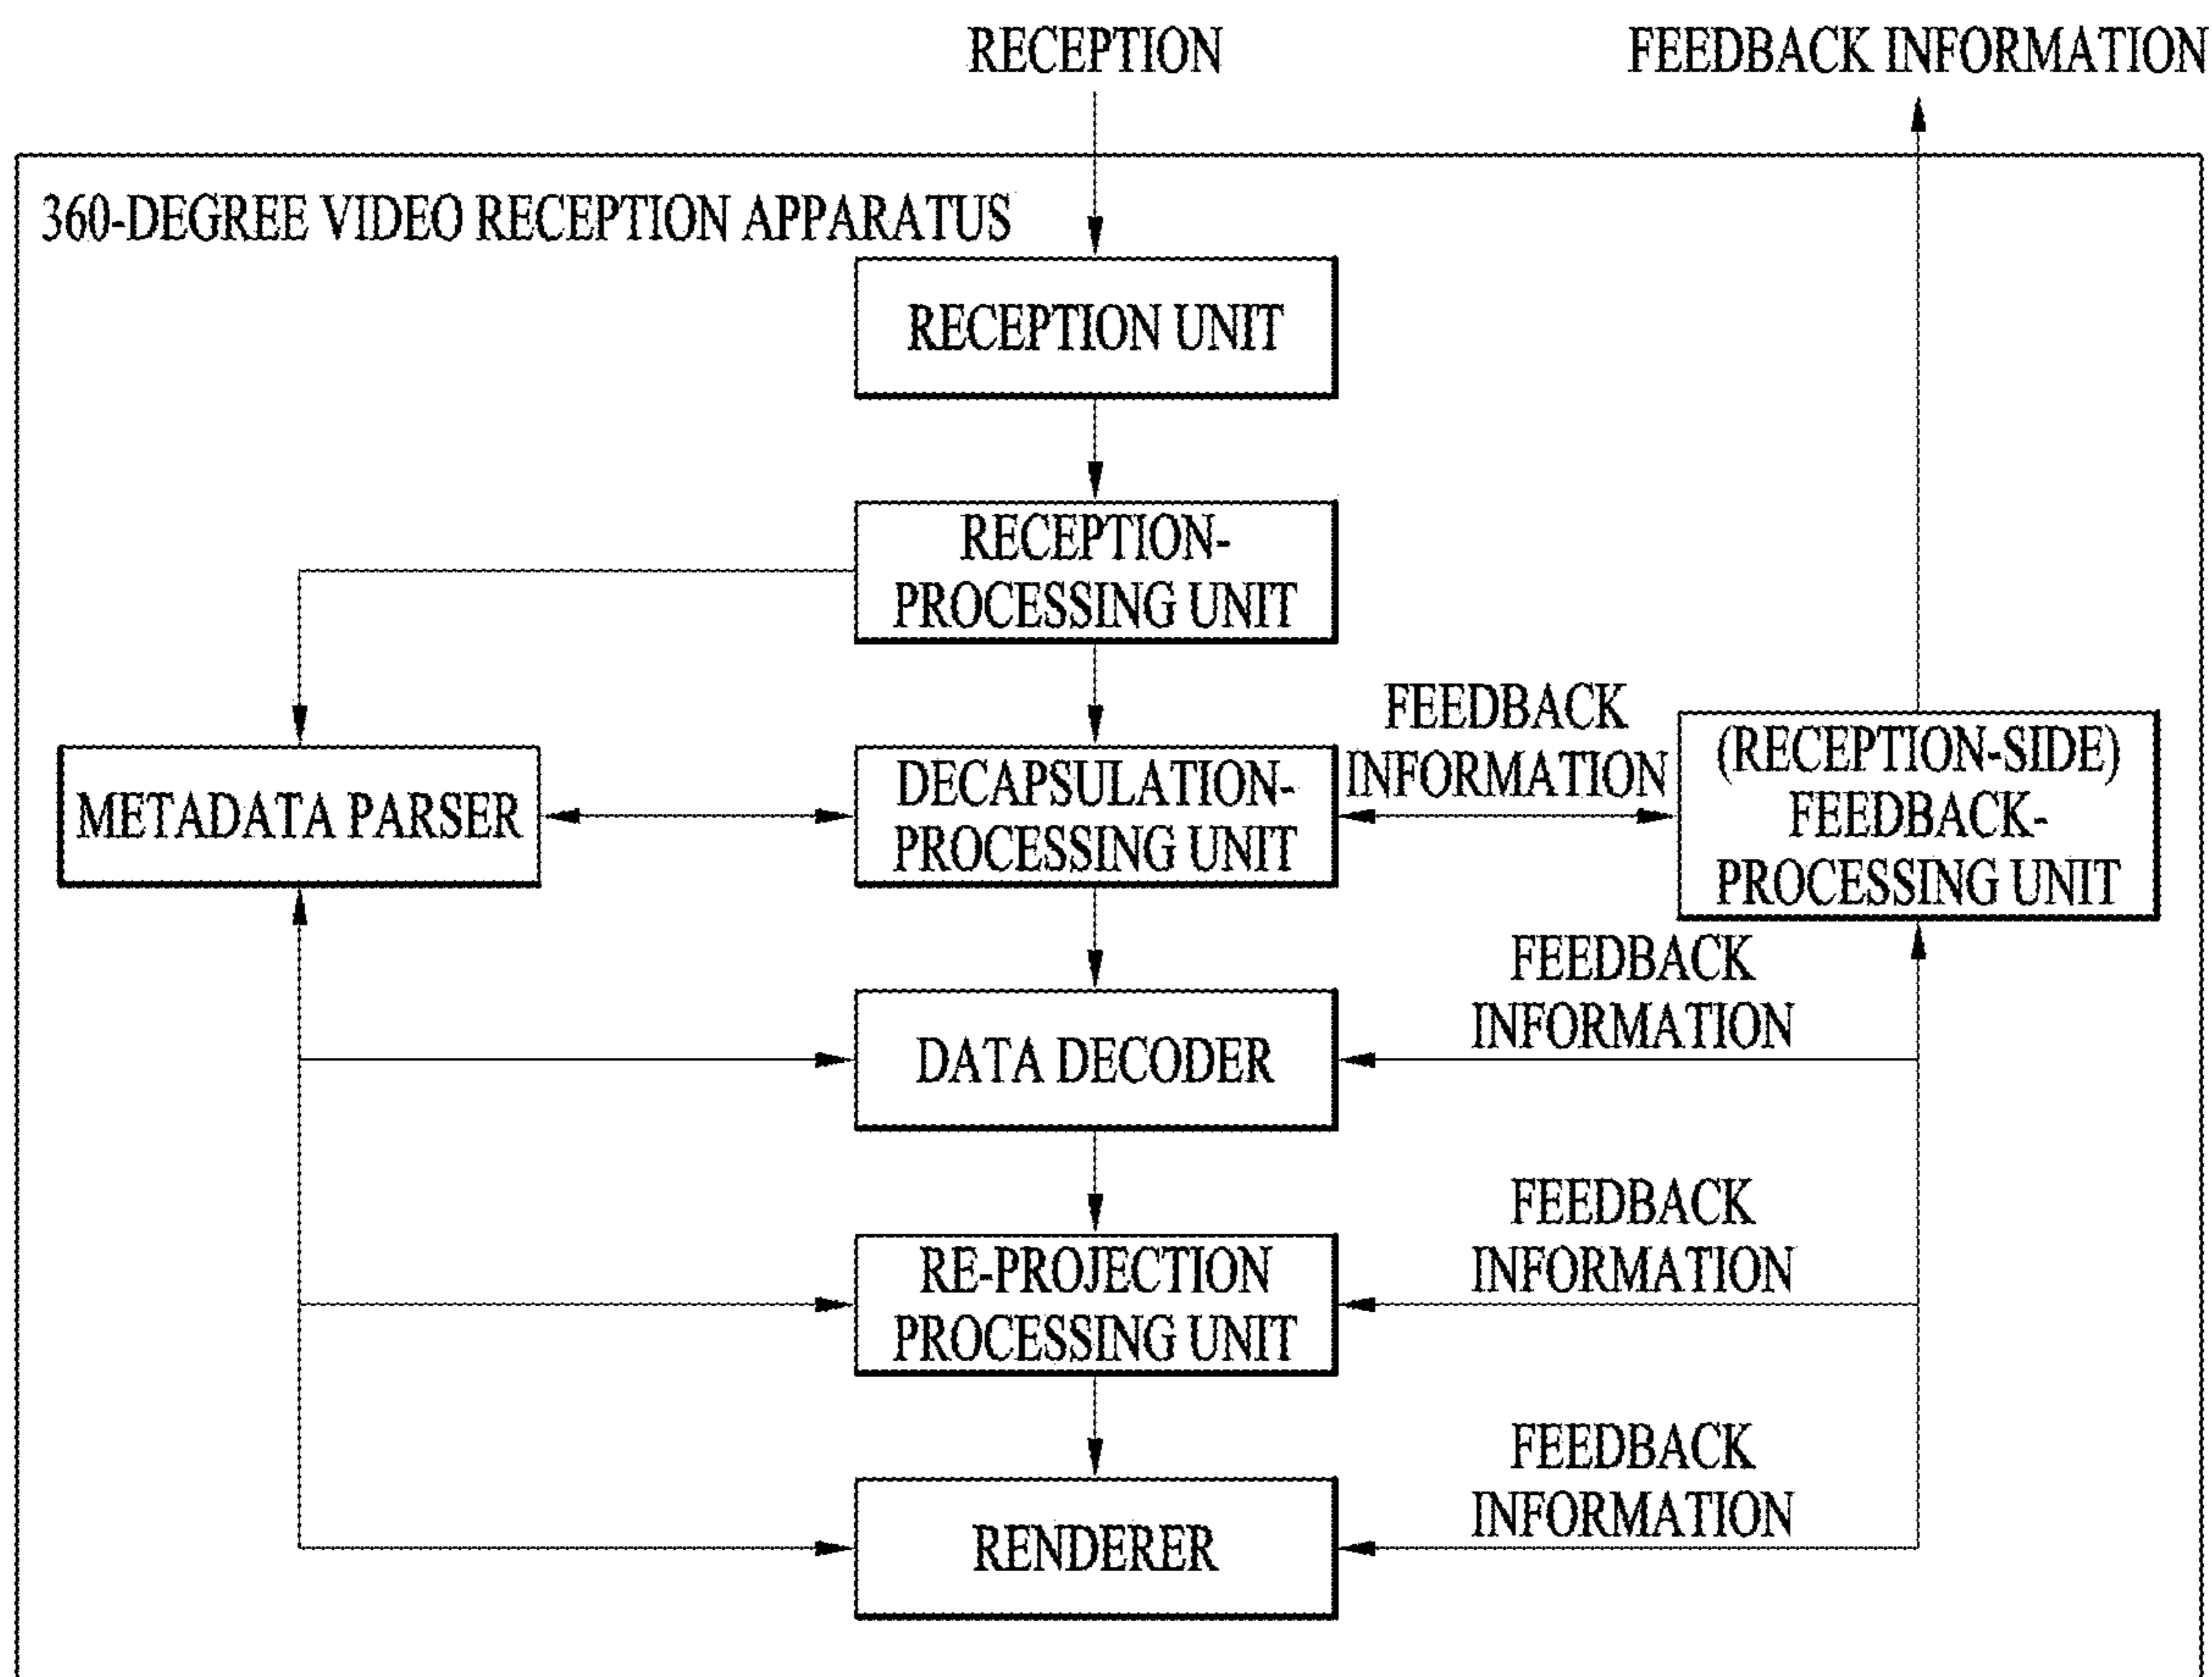 RECEPTION
FEEDBACK INFORMATION
360-DEGREE VIDEO RECEPTION APPARATUS
RECEPTION UNIT
RECEPTION-
PROCESSING UNIT
METADATA PARSER
DECAPSULATION-
PROCESSING UNIT
FEEDBACK
INFORMATION
(RECEPTION-SIDE)
FEEDBACK-
PROCESSING UNIT
DATA DECODER
FEEDBACK
INFORMATION
RE-PROJECTION
PROCESSING UNIT
FEEDBACK
INFORMATION
RENDERER
FEEDBACK
INFORMATION